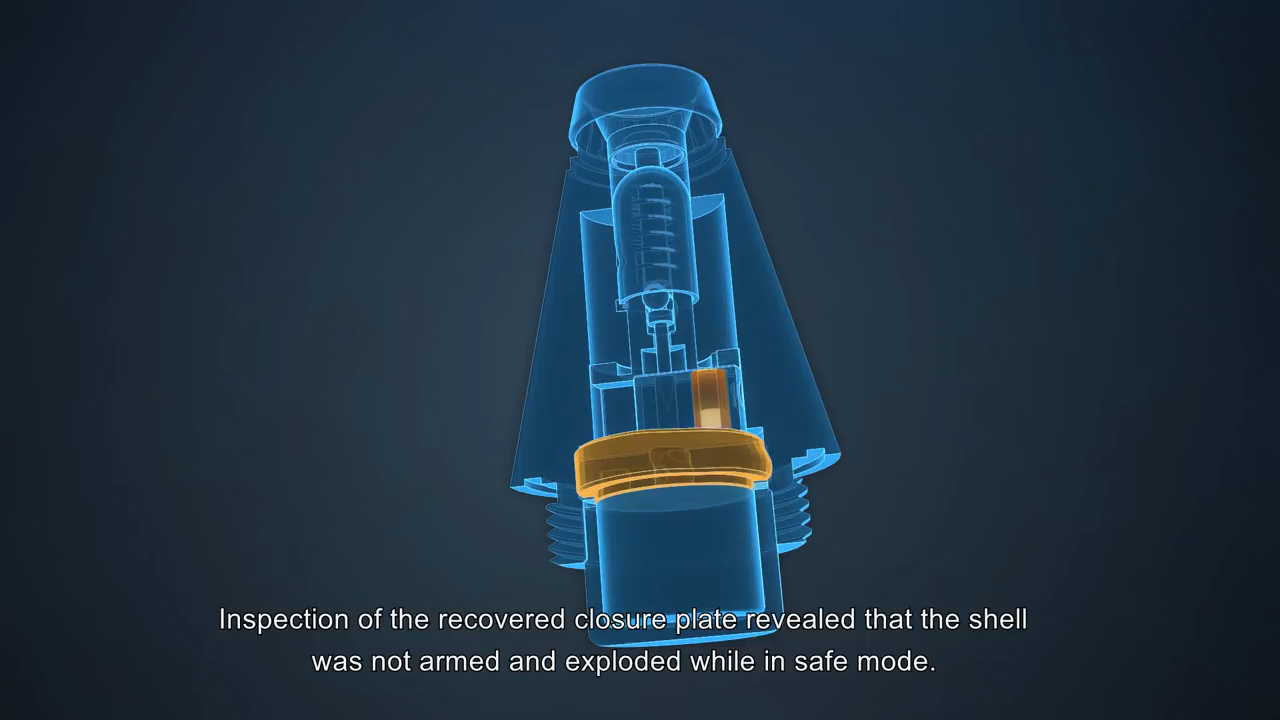 Inspection of the recovered closure plate revealed that the shell
was not armed and exploded while in safe mode.